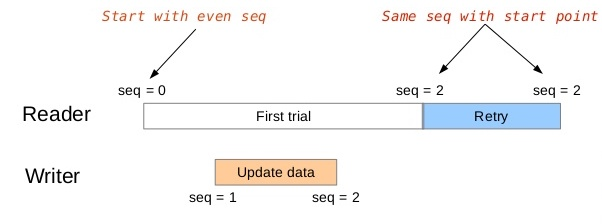 Start with even seq
Same seq with start point
seq = 0
seq = 2
seq = 2
Reader
First trial
Retry
Writer
Update data
seq = 1
seq = 2